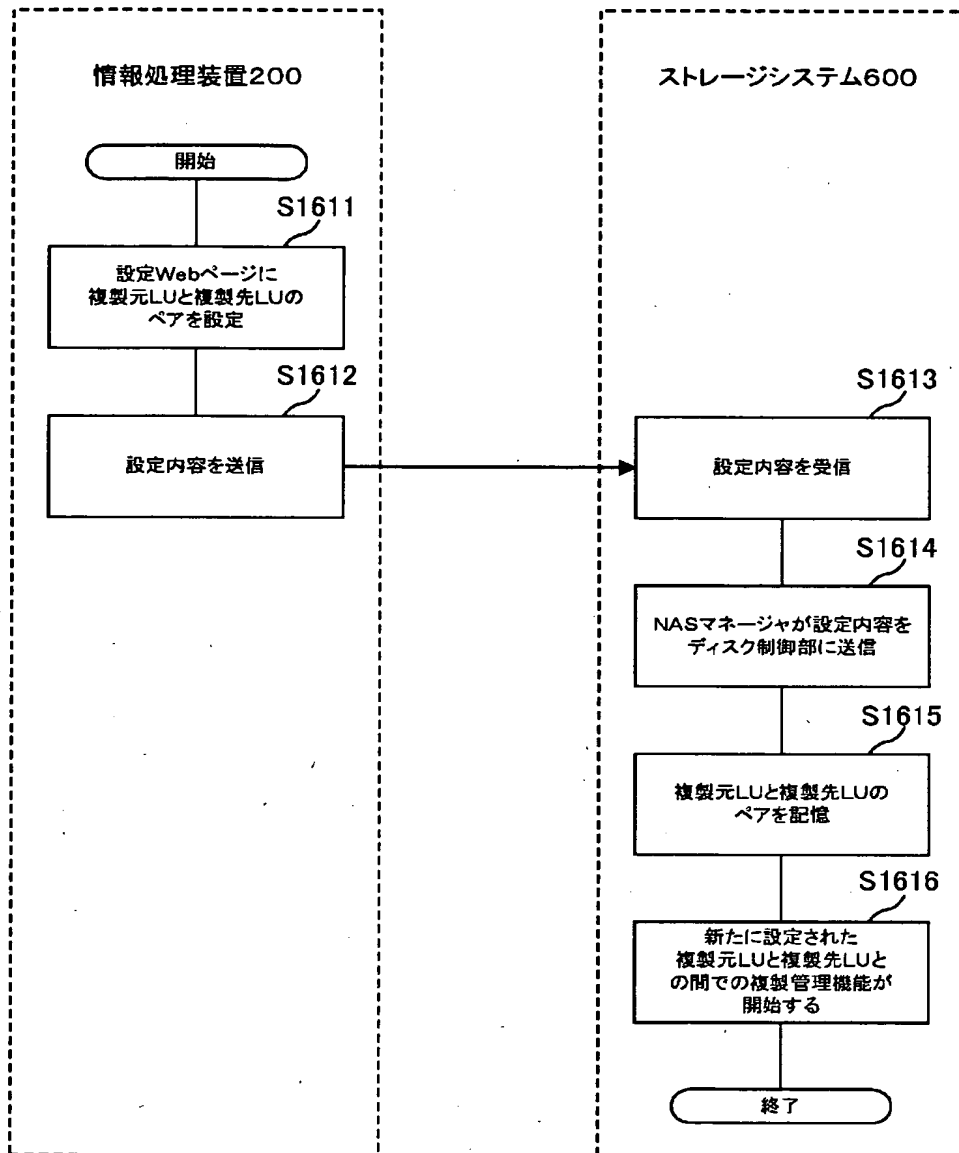 情報処理装置200
開始
S1611
設定Webページに
複製元LUと複製先LUの
ペアを設定
S1612
設定内容を送信
ストレージシステム600
S1613
設定内容を受信
S1614
NASマネージャが設定内容を
ディスク制御部に送信
S1615
複製元LUと複製先LUの
ペアを記憶
S1616
新たに設定された
複製元LUと複製先LUと
の間での複製管理機能が
開始する
終了